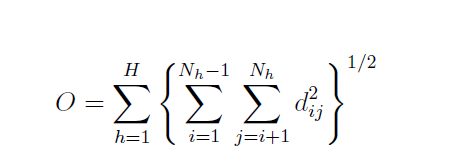 $O = \sum_{h=1}^{H} \left\{ \sum_{i=1}^{N_h-1} \sum_{j=i+1}^{N_h} d_{ij}^2 \right\}^{1/2}$